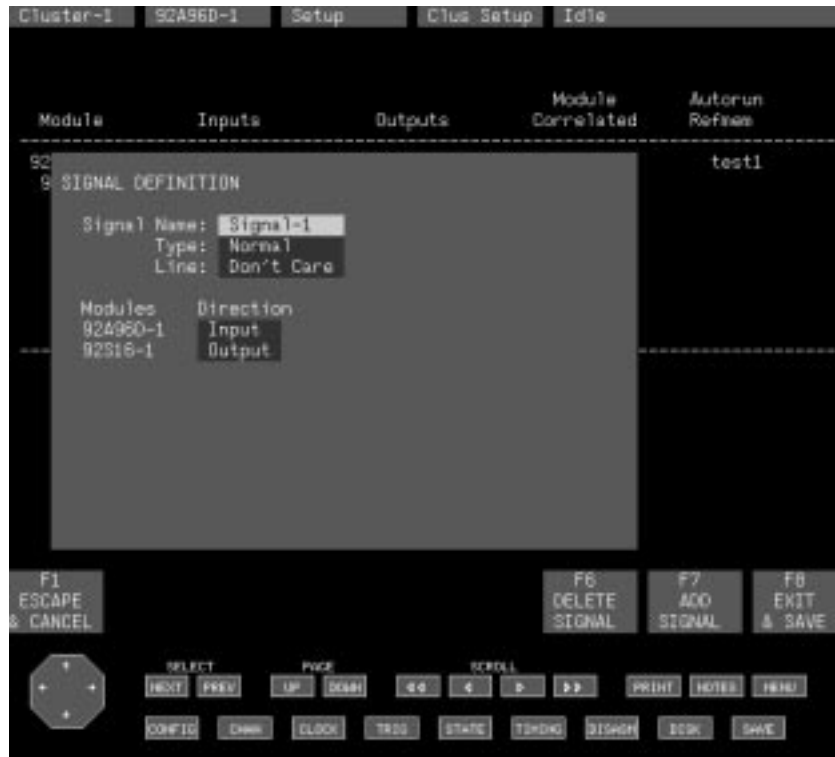 Cluster-1 92A96D-1 Setup Clus Setup Idle
Module Autorun
Module Inputs Outputs Correlated Refmem
92 test1
9 SIGNAL DEFINITION
Signal Name: Signal-1
Type: Normal
Line: Don't Care
Modules Direction
92A96D-1 Input
92S16-1 Output
F1 F6 F7 F8
ESCAPE DELETE ADD EXIT
& CANCEL SIGNAL SIGNAL & SAVE
SELECT PAGE SCROLL
NEXT PREV UP DOWN PRINT NOTES MENU
CONFIG CHAN CLOCK TRIG STATE TIMING DISASM DISK SAVE